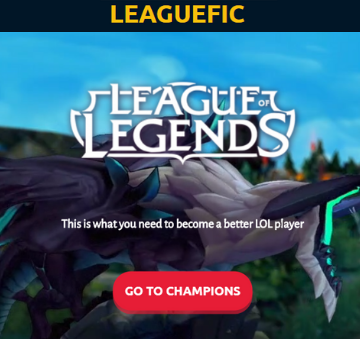 LEAGUEFIC
LEAGUE OF
LEGENDS
This is what you need to become a better LOL player
GO TO CHAMPIONS